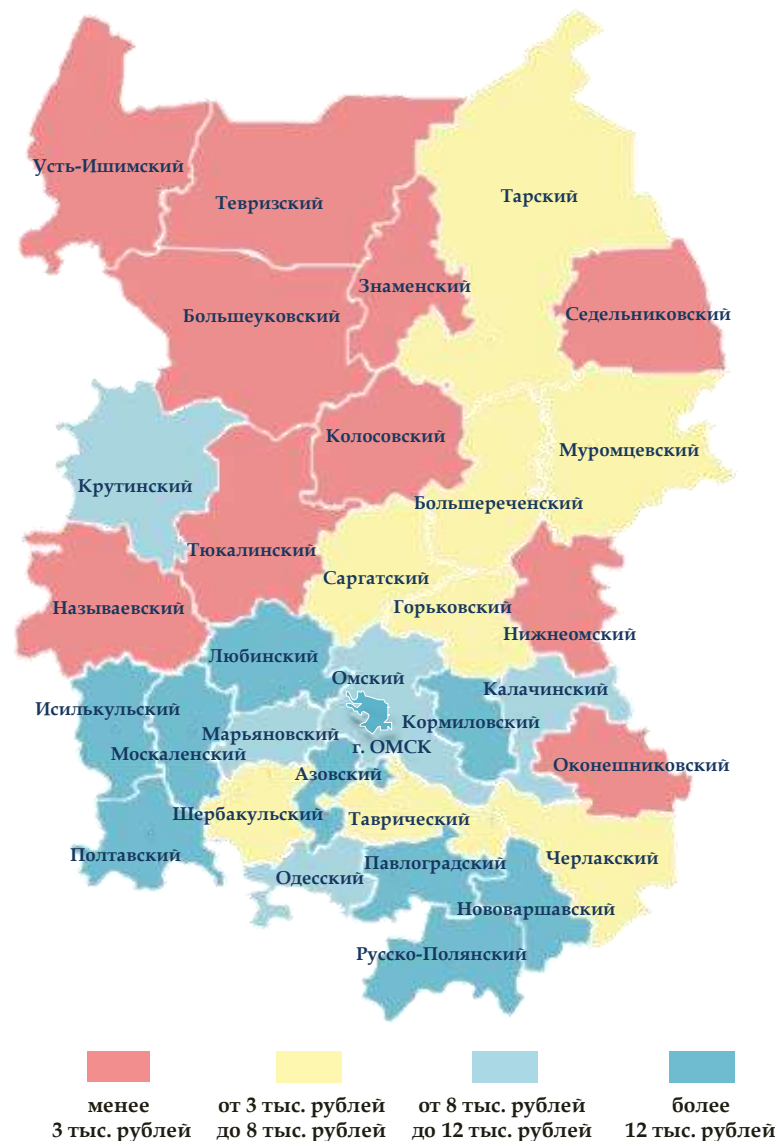 Усть-Ишимский
Тевризский
Тарский
Знаменский
Большеуковский
Седельниковский
Колосовский
Муромцевский
Крутинский
Большереченский
Тюкалинский
Саргатский
Называевский
Горьковский
Нижнеомский
Любинский
Омский
Калачинский
Исилькульский
Марьяновский
Кормиловский
Москаленский
г. ОМСК
Оконешниковский
Азовский
Шербакульский
Таврический
Полтавский
Павлоградский
Черлакский
Одесский
Нововаршавский
Русско-Полянский
менее
3 тыс. рублей
от 3 тыс. рублей
до 8 тыс. рублей
от 8 тыс. рублей
до 12 тыс. рублей
более
12 тыс. рублей